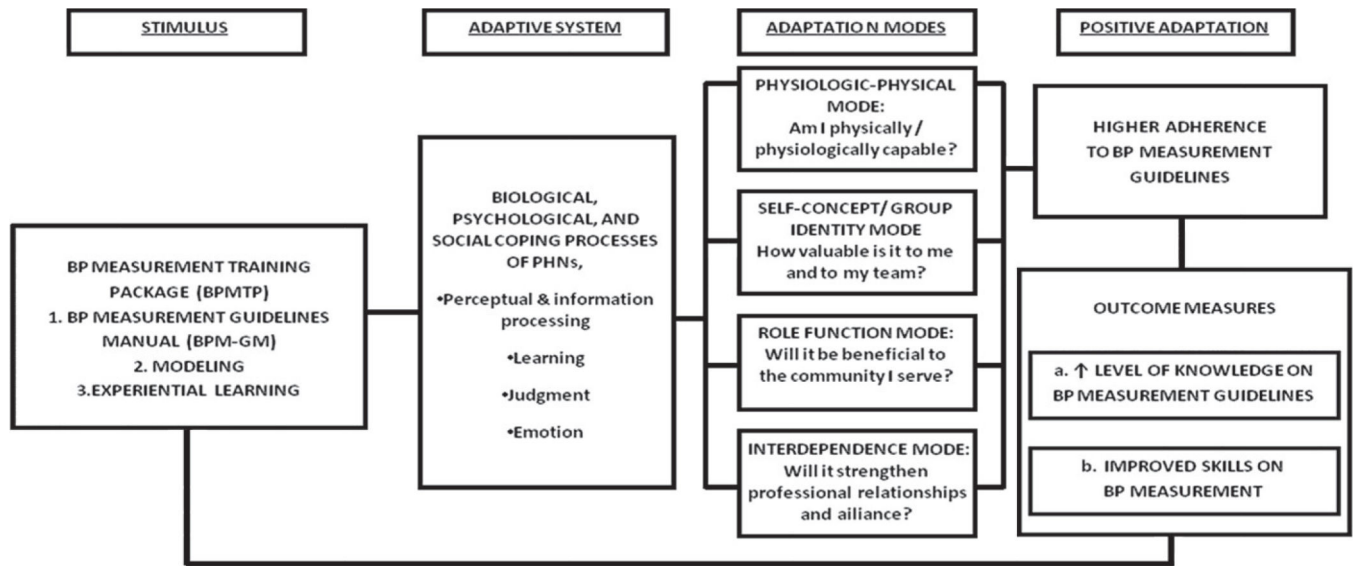 STIMULUS
ADAPTIVE SYSTEM
ADAPTATION MODES
POSITIVE ADAPTATION
BP MEASUREMENT TRAINING
PACKAGE (BPMTP)
1. BP MEASUREMENT GUIDELINES
MANUAL (BPM-GM)
2. MODELING
3.EXPERIENTIAL LEARNING
BIOLOGICAL,
PSYCHOLOGICAL, AND
SOCIAL COPING PROCESSES
OF PHNs,
•Perceptual & information
processing
•Learning
•Judgment
•Emotion
PHYSIOLOGIC-PHYSICAL
MODE:
Am I physically /
physiologically capable?
SELF-CONCEPT/ GROUP
IDENTITY MODE
How valuable is it to me
and to my team?
ROLE FUNCTION MODE:
Will it be beneficial to
the community I serve?
INTERDEPENDENCE MODE:
Will it strengthen
professional relationships
and ailiance?
HIGHER ADHERENCE
TO BP MEASUREMENT
GUIDELINES
OUTCOME MEASURES
a. ↑ LEVEL OF KNOWLEDGE ON
BP MEASUREMENT GUIDELINES
b. IMPROVED SKILLS ON
BP MEASUREMENT